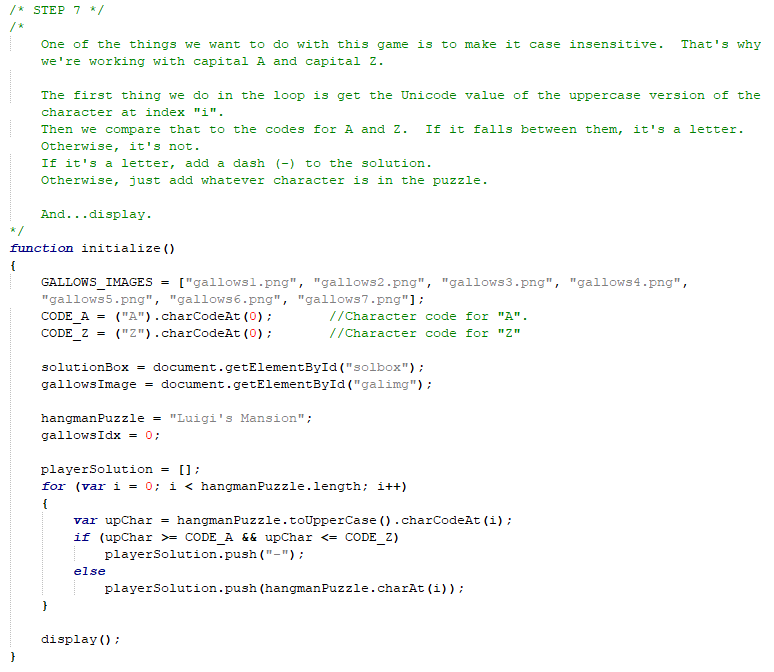 /* STEP 7 */
/*
One of the things we want to do with this game is to make it case insensitive.  That's why
we're working with capital A and capital Z.
The first thing we do in the loop is get the Unicode value of the uppercase version of the
character at index "i".
Then we compare that to the codes for A and Z.  If it falls between them, it's a letter.
Otherwise, it's not.
If it's a letter, add a dash (-) to the solution.
Otherwise, just add whatever character is in the puzzle.
And...display.
*/
function initialize()
{
    GALLOWS_IMAGES = ["gallows1.png", "gallows2.png", "gallows3.png", "gallows4.png",
    "gallows5.png", "gallows6.png", "gallows7.png"];
    CODE_A = ("A").charCodeAt(0);       //Character code for "A".
    CODE_Z = ("Z").charCodeAt(0);       //Character code for "Z"
    solutionBox = document.getElementById("solbox");
    gallowsImage = document.getElementById("galimg");
    hangmanPuzzle = "Luigi's Mansion";
    gallowsIdx = 0;
    playerSolution = [];
    for (var i = 0; i < hangmanPuzzle.length; i++)
    {
        var upChar = hangmanPuzzle.toUpperCase().charCodeAt(i);
        if (upChar >= CODE_A && upChar <= CODE_Z)
            playerSolution.push("-");
        else
            playerSolution.push(hangmanPuzzle.charAt(i));
    }
    display();
}